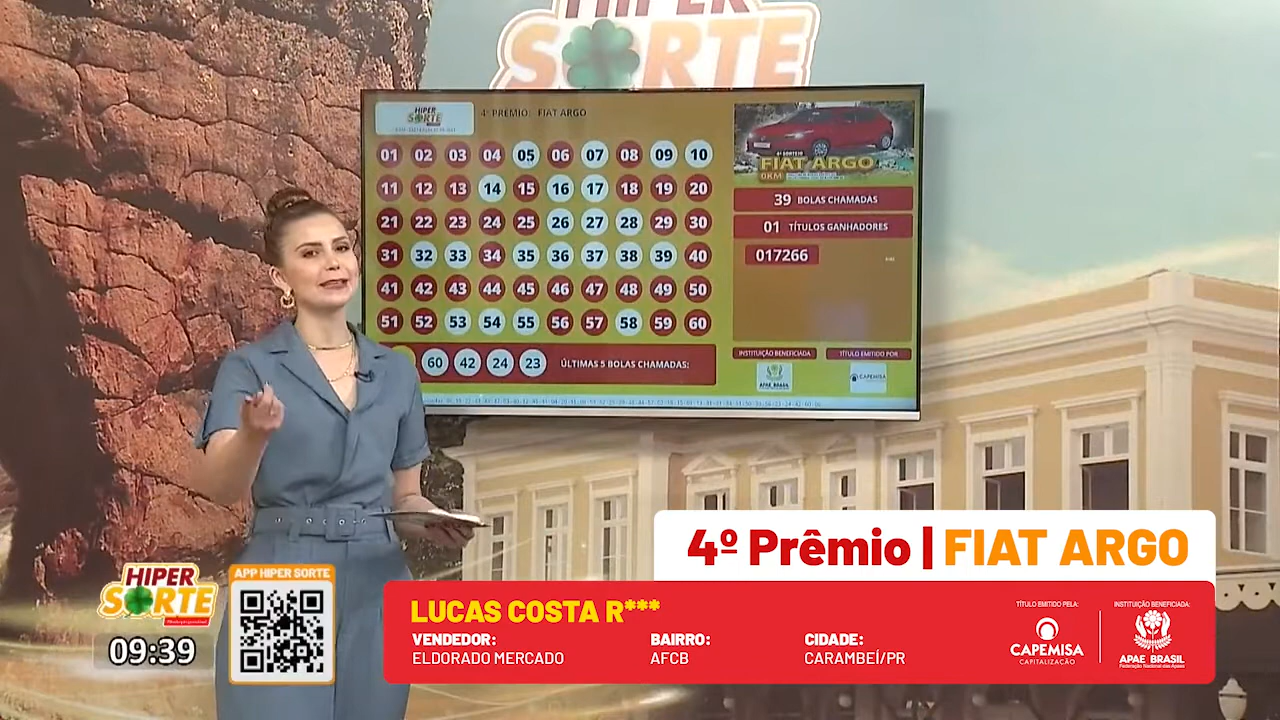 HIPER
SORTE
HIPER
SORTE
4º PRÊMIO: FIAT ARGO
01 02 03 04 05 06 07 08 09 10
11 12 13 14 15 16 17 18 19 20
21 22 23 24 25 26 27 28 29 30
31 32 33 34 35 36 37 38 39 40
41 42 43 44 45 46 47 48 49 50
51 52 53 54 55 56 57 58 59 60
60 42 24 23 ÚLTIMAS 5 BOLAS CHAMADAS:
4º SORTEIO
FIAT ARGO
0KM
39 BOLAS CHAMADAS
01 TÍTULOS GANHADORES
017266
INSTITUIÇÃO BENEFICIADA
TÍTULO EMITIDO POR
APAE BRASIL
CAPEMISA
4º Prêmio | FIAT ARGO
LUCAS COSTA R***
VENDEDOR:
ELDORADO MERCADO
BAIRRO:
AFCB
CIDADE:
CARAMBEÍ/PR
TÍTULO EMITIDO PELA:
CAPEMISA
CAPITALIZAÇÃO
INSTITUIÇÃO BENEFICIADA:
APAE BRASIL
Federação Nacional das Apaes
HIPER
SORTE
09:39
APP HIPER SORTE